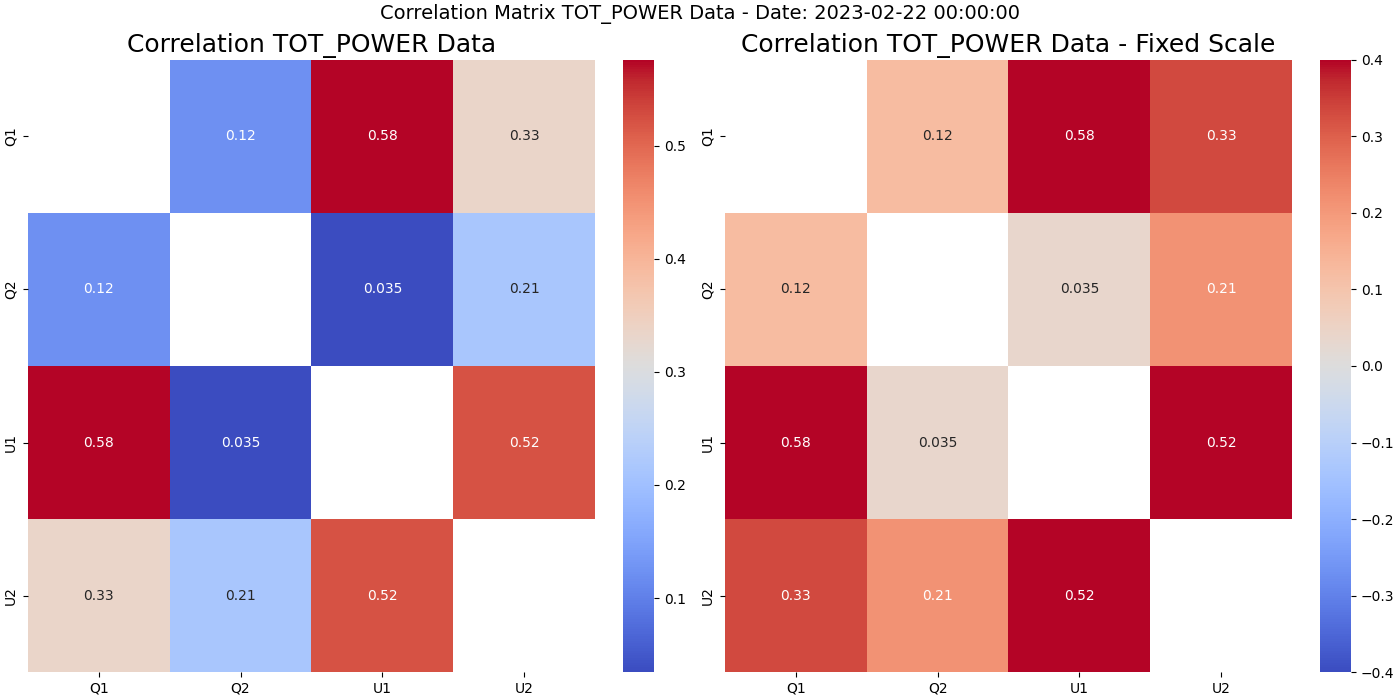 Correlation Matrix TOT_POWER Data - Date: 2023-02-22 00:00:00
Correlation TOT_POWER Data
Q1
0.12
0.58
0.33
Q2
0.12
0.035
0.21
U1
0.58
0.035
0.52
U2
0.33
0.21
0.52
Q1
Q2
U1
U2
0.5
0.4
0.3
0.2
0.1
Correlation TOT_POWER Data - Fixed Scale
Q1
0.12
0.58
0.33
Q2
0.12
0.035
0.21
U1
0.58
0.035
0.52
U2
0.33
0.21
0.52
Q1
Q2
U1
U2
0.4
0.3
0.2
0.1
0.0
−0.1
−0.2
−0.3
−0.4